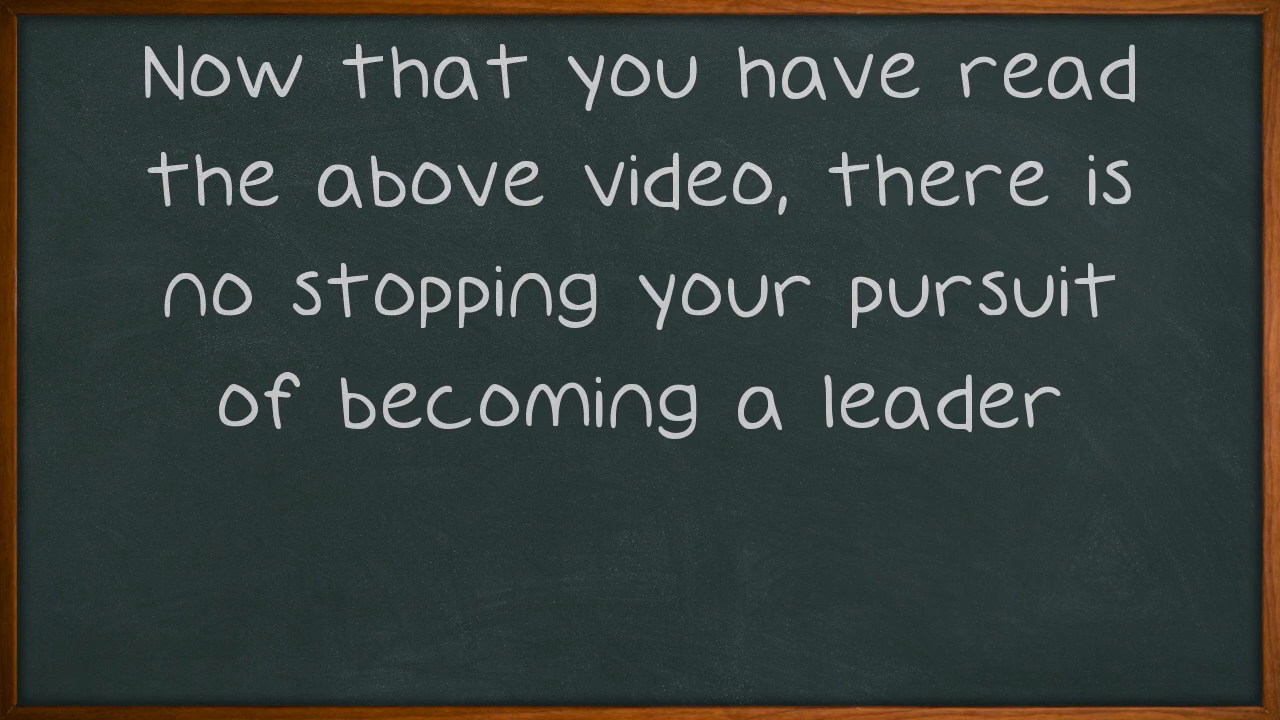 Now that you have read
the above video, there is
no stopping your pursuit
of becoming a leader